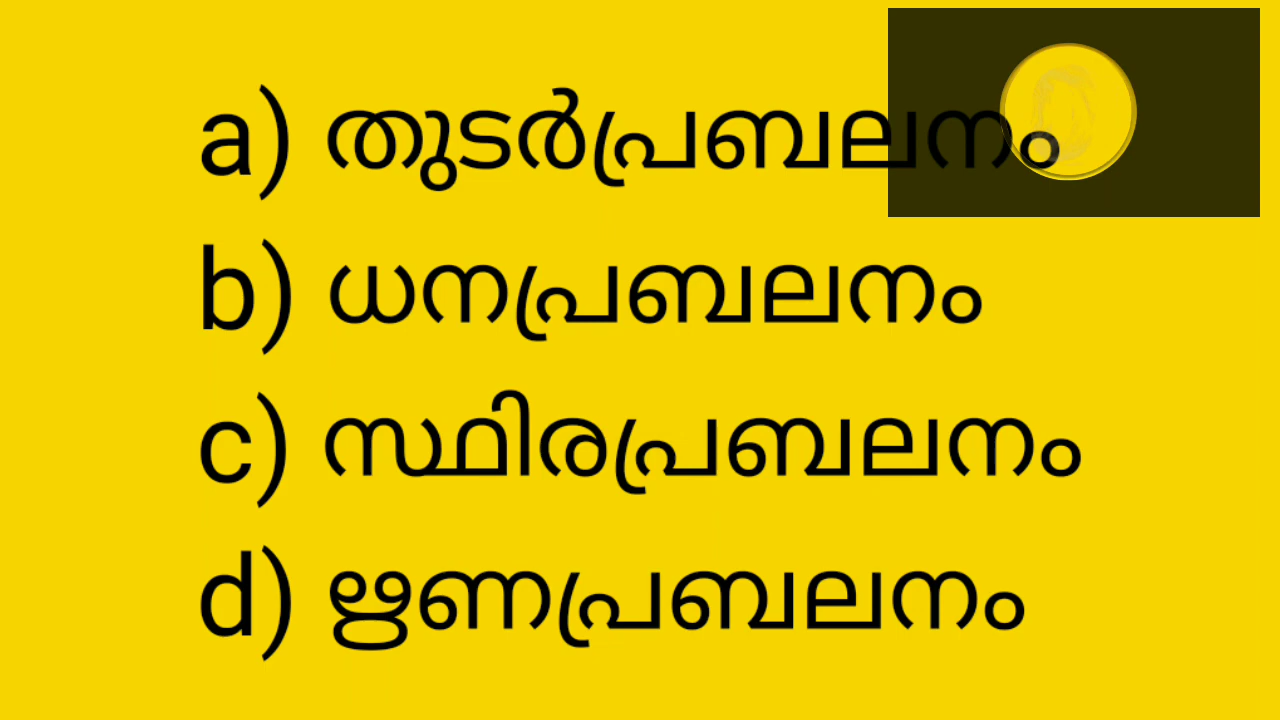 a) തുടർപ്രബലനം
b) ധനപ്രബലനം
c) സ്ഥിരപ്രബലനം
d) ഋണപ്രബലനം